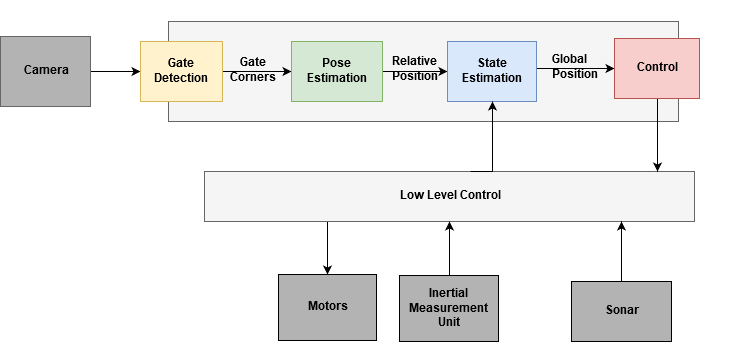 Camera
Gate
Detection
Gate
Corners
Pose
Estimation
Relative
Position
State
Estimation
Global
Position
Control
Low Level Control
Motors
Inertial
Measurement
Unit
Sonar